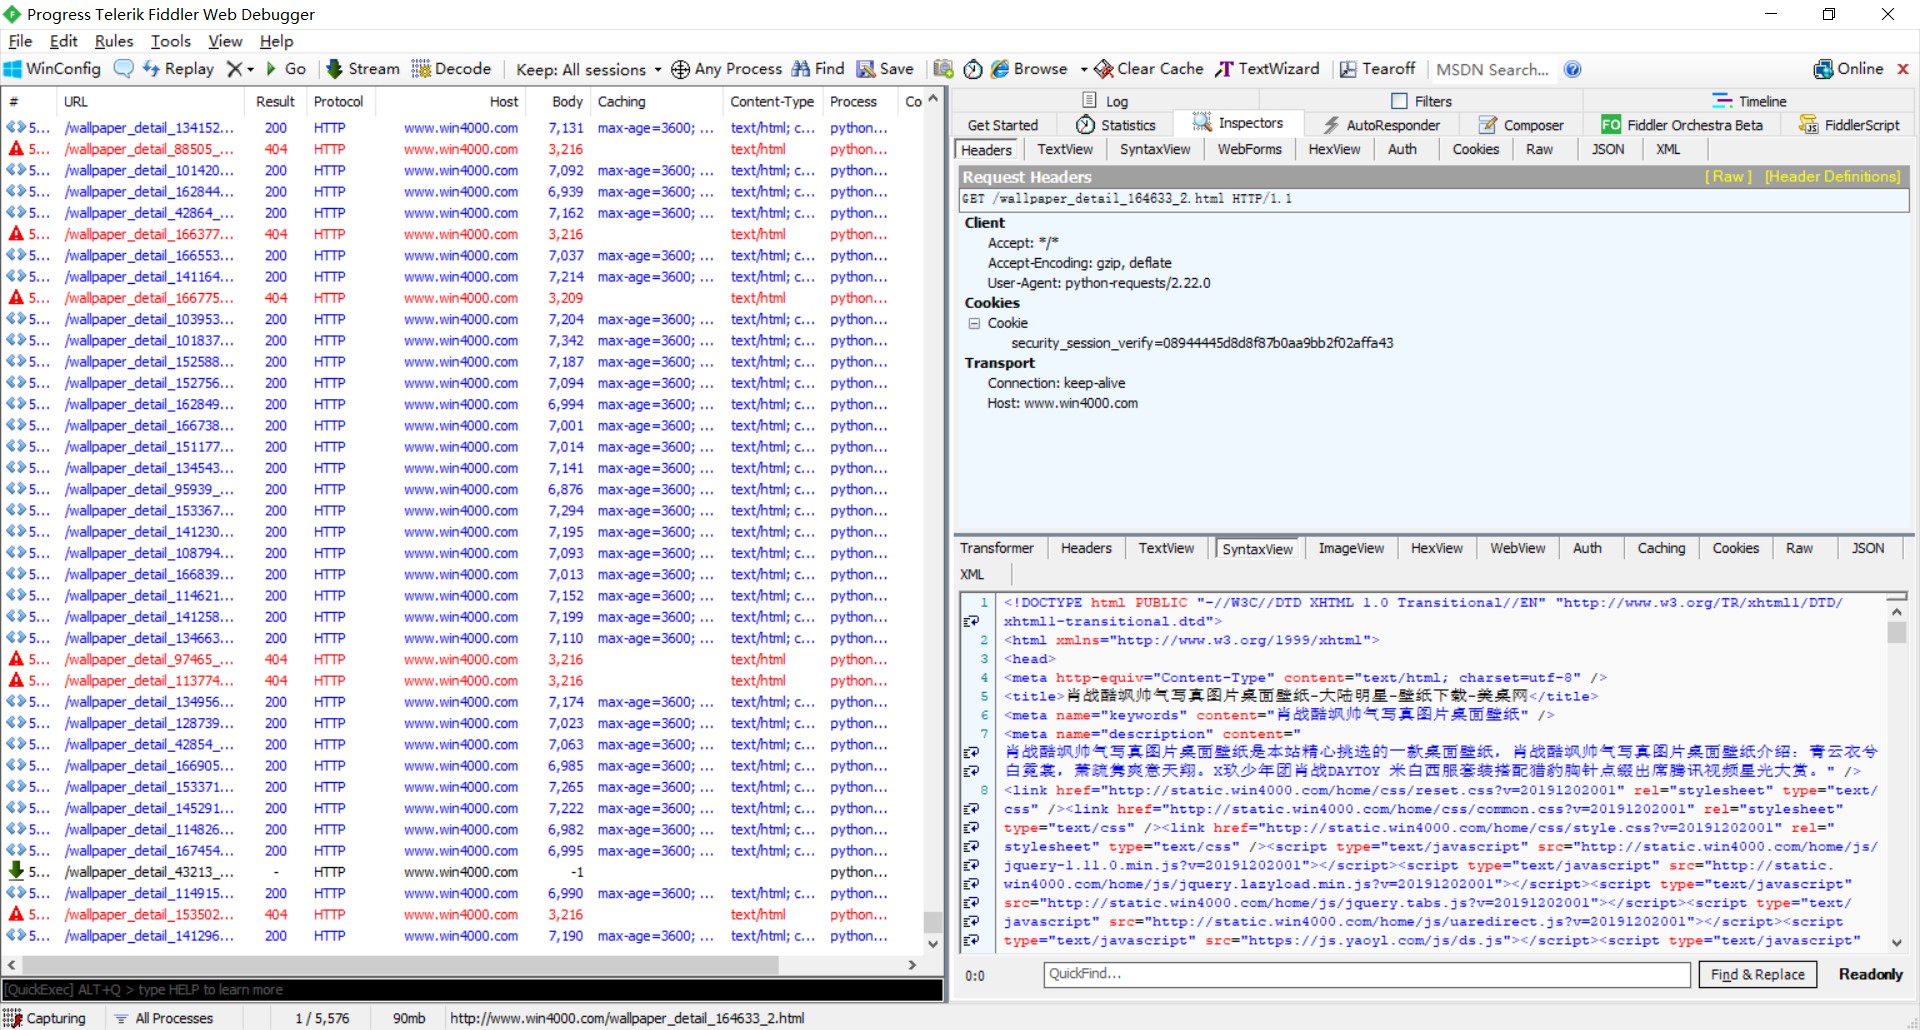 Progress Telerik Fiddler Web Debugger
File Edit Rules Tools View Help
WinConfig Replay Go Stream Decode Keep: All sessions Any Process Find Save Browse Clear Cache TextWizard Tearoff MSDN Search... Online
# URL Result Protocol Host Body Caching Content-Type Process Co
5... /wallpaper_detail_134152... 200 HTTP www.win4000.com 7,131 max-age=3600; ... text/html; c... python...
5... /wallpaper_detail_88505_... 404 HTTP www.win4000.com 3,216 text/html python...
5... /wallpaper_detail_101420... 200 HTTP www.win4000.com 7,092 max-age=3600; ... text/html; c... python...
5... /wallpaper_detail_162844... 200 HTTP www.win4000.com 6,939 max-age=3600; ... text/html; c... python...
5... /wallpaper_detail_42864_... 200 HTTP www.win4000.com 7,162 max-age=3600; ... text/html; c... python...
5... /wallpaper_detail_166377... 404 HTTP www.win4000.com 3,216 text/html python...
5... /wallpaper_detail_166553... 200 HTTP www.win4000.com 7,037 max-age=3600; ... text/html; c... python...
5... /wallpaper_detail_141164... 200 HTTP www.win4000.com 7,214 max-age=3600; ... text/html; c... python...
5... /wallpaper_detail_166775... 404 HTTP www.win4000.com 3,209 text/html python...
5... /wallpaper_detail_103953... 200 HTTP www.win4000.com 7,204 max-age=3600; ... text/html; c... python...
5... /wallpaper_detail_101837... 200 HTTP www.win4000.com 7,342 max-age=3600; ... text/html; c... python...
5... /wallpaper_detail_152588... 200 HTTP www.win4000.com 7,187 max-age=3600; ... text/html; c... python...
5... /wallpaper_detail_152756... 200 HTTP www.win4000.com 7,094 max-age=3600; ... text/html; c... python...
5... /wallpaper_detail_162849... 200 HTTP www.win4000.com 6,994 max-age=3600; ... text/html; c... python...
5... /wallpaper_detail_166738... 200 HTTP www.win4000.com 7,001 max-age=3600; ... text/html; c... python...
5... /wallpaper_detail_151177... 200 HTTP www.win4000.com 7,014 max-age=3600; ... text/html; c... python...
5... /wallpaper_detail_134543... 200 HTTP www.win4000.com 7,141 max-age=3600; ... text/html; c... python...
5... /wallpaper_detail_95939_... 200 HTTP www.win4000.com 6,876 max-age=3600; ... text/html; c... python...
5... /wallpaper_detail_153367... 200 HTTP www.win4000.com 7,294 max-age=3600; ... text/html; c... python...
5... /wallpaper_detail_141230... 200 HTTP www.win4000.com 7,195 max-age=3600; ... text/html; c... python...
5... /wallpaper_detail_108794... 200 HTTP www.win4000.com 7,093 max-age=3600; ... text/html; c... python...
5... /wallpaper_detail_166839... 200 HTTP www.win4000.com 7,013 max-age=3600; ... text/html; c... python...
5... /wallpaper_detail_114621... 200 HTTP www.win4000.com 7,152 max-age=3600; ... text/html; c... python...
5... /wallpaper_detail_141258... 200 HTTP www.win4000.com 7,199 max-age=3600; ... text/html; c... python...
5... /wallpaper_detail_134663... 200 HTTP www.win4000.com 7,110 max-age=3600; ... text/html; c... python...
5... /wallpaper_detail_97465_... 404 HTTP www.win4000.com 3,216 text/html python...
5... /wallpaper_detail_113774... 404 HTTP www.win4000.com 3,216 text/html python...
5... /wallpaper_detail_134956... 200 HTTP www.win4000.com 7,174 max-age=3600; ... text/html; c... python...
5... /wallpaper_detail_128739... 200 HTTP www.win4000.com 7,023 max-age=3600; ... text/html; c... python...
5... /wallpaper_detail_42854_... 200 HTTP www.win4000.com 7,063 max-age=3600; ... text/html; c... python...
5... /wallpaper_detail_166905... 200 HTTP www.win4000.com 6,985 max-age=3600; ... text/html; c... python...
5... /wallpaper_detail_153371... 200 HTTP www.win4000.com 7,265 max-age=3600; ... text/html; c... python...
5... /wallpaper_detail_145291... 200 HTTP www.win4000.com 7,222 max-age=3600; ... text/html; c... python...
5... /wallpaper_detail_114826... 200 HTTP www.win4000.com 6,982 max-age=3600; ... text/html; c... python...
5... /wallpaper_detail_167454... 200 HTTP www.win4000.com 6,995 max-age=3600; ... text/html; c... python...
5... /wallpaper_detail_43213_... - HTTP www.win4000.com -1 python...
5... /wallpaper_detail_114915... 200 HTTP www.win4000.com 6,990 max-age=3600; ... text/html; c... python...
5... /wallpaper_detail_153502... 404 HTTP www.win4000.com 3,216 text/html python...
5... /wallpaper_detail_141296... 200 HTTP www.win4000.com 7,190 max-age=3600; ... text/html; c... python...
[QuickExec] ALT+Q > type HELP to learn more
Log Filters Timeline
Get Started Statistics Inspectors AutoResponder Composer FO Fiddler Orchestra Beta FiddlerScript
Headers TextView SyntaxView WebForms HexView Auth Cookies Raw JSON XML
Request Headers [ Raw ] [Header Definitions]
GET /wallpaper_detail_164633_2.html HTTP/1.1
Client
Accept: */*
Accept-Encoding: gzip, deflate
User-Agent: python-requests/2.22.0
Cookies
Cookie
security_session_verify=08944445d8d8f87b0aa9bb2f02affa43
Transport
Connection: keep-alive
Host: www.win4000.com
Transformer Headers TextView SyntaxView ImageView HexView WebView Auth Caching Cookies Raw JSON
XML
1 <!DOCTYPE html PUBLIC "-//W3C//DTD XHTML 1.0 Transitional//EN" "http://www.w3.org/TR/xhtml1/DTD/
xhtml1-transitional.dtd">
2 <html xmlns="http://www.w3.org/1999/xhtml">
3 <head>
4 <meta http-equiv="Content-Type" content="text/html; charset=utf-8" />
5 <title>肖战酷飒帅气写真图片桌面壁纸-大陆明星-壁纸下载-美桌网</title>
6 <meta name="keywords" content="肖战酷飒帅气写真图片桌面壁纸" />
7 <meta name="description" content="
肖战酷飒帅气写真图片桌面壁纸是本站精心挑选的一款桌面壁纸，肖战酷飒帅气写真图片桌面壁纸介绍：青云衣兮
白霓裳，萧疏隽爽意天翔。X玖少年团肖战DAYTOY 米白西服套装搭配猎豹胸针点缀出席腾讯视频星光大赏。" />
8 <link href="http://static.win4000.com/home/css/reset.css?v=20191202001" rel="stylesheet" type="text/
css" /><link href="http://static.win4000.com/home/css/common.css?v=20191202001" rel="stylesheet"
type="text/css" /><link href="http://static.win4000.com/home/css/style.css?v=20191202001" rel="
stylesheet" type="text/css" /><script type="text/javascript" src="http://static.win4000.com/home/js/
jquery-1.11.0.min.js?v=20191202001"></script><script type="text/javascript" src="http://static.
win4000.com/home/js/jquery.lazyload.min.js?v=20191202001"></script><script type="text/javascript"
src="http://static.win4000.com/home/js/jquery.tabs.js?v=20191202001"></script><script type="text/
javascript" src="http://static.win4000.com/home/js/uaredirect.js?v=20191202001"></script><script
type="text/javascript" src="https://js.yaoyl.com/js/ds.js"></script><script type="text/javascript"
0:0 QuickFind... Find & Replace Readonly
Capturing All Processes 1 / 5,576 90mb http://www.win4000.com/wallpaper_detail_164633_2.html